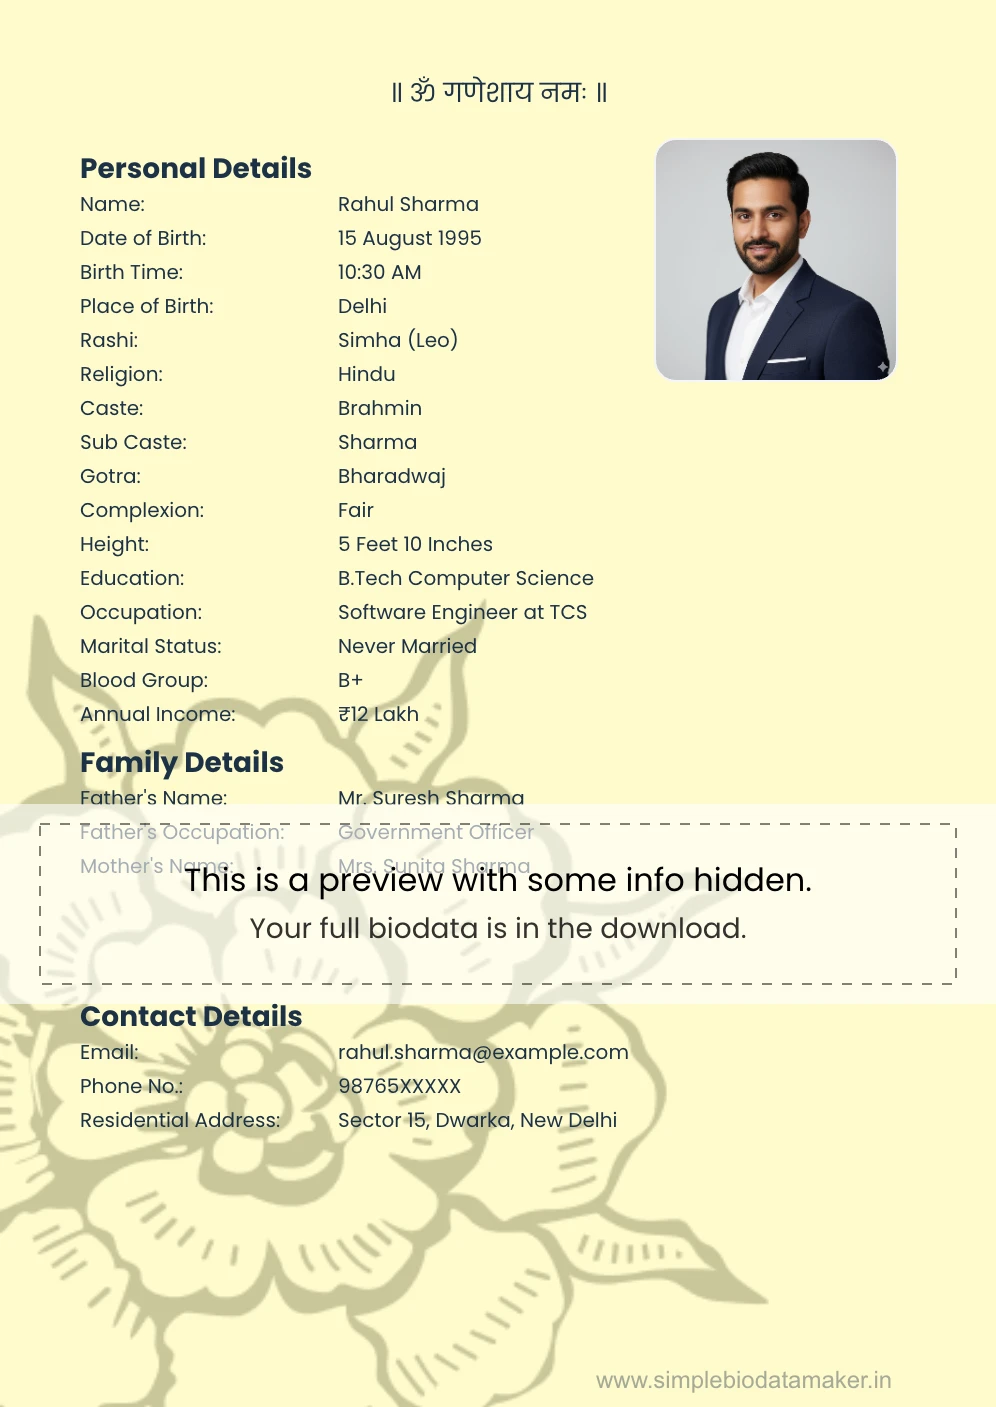 ॥ ॐ गणेशाय नमः ॥
Personal Details
Name: Rahul Sharma
Date of Birth: 15 August 1995
Birth Time: 10:30 AM
Place of Birth: Delhi
Rashi: Simha (Leo)
Religion: Hindu
Caste: Brahmin
Sub Caste: Sharma
Gotra: Bharadwaj
Complexion: Fair
Height: 5 Feet 10 Inches
Education: B.Tech Computer Science
Occupation: Software Engineer at TCS
Marital Status: Never Married
Blood Group: B+
Annual Income: ₹12 Lakh
Family Details
Father's Name: Mr. Suresh Sharma
Father's Occupation: Government Officer
Mother's Name: Mrs. Sunita Sharma
This is a preview with some info hidden.
Your full biodata is in the download.
Contact Details
Email: rahul.sharma@example.com
Phone No.: 98765XXXXX
Residential Address: Sector 15, Dwarka, New Delhi
www.simplebiodatamaker.in